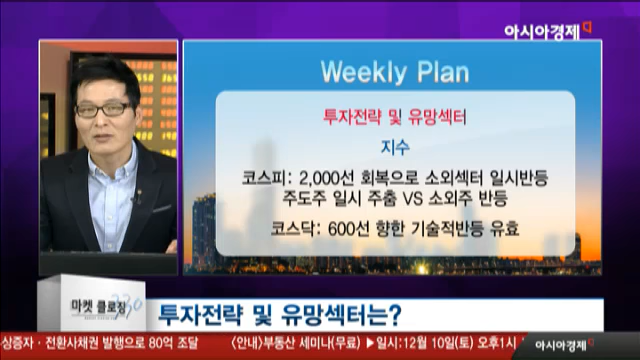 아시아경제
Weekly Plan
투자전략 및 유망섹터
지수
코스피: 2,000선 회복으로 소외섹터 일시반등
주도주 일시 주춤 VS 소외주 반등
코스닥: 600선 향한 기술적반등 유효
마켓 클로징
330
투자전략 및 유망섹터는?
상증자·전환사채권 발행으로 80억 조달 〈안내〉부동산 세미나(무료) ▶일시:12월 10일(토) 오후1시
아시아경제